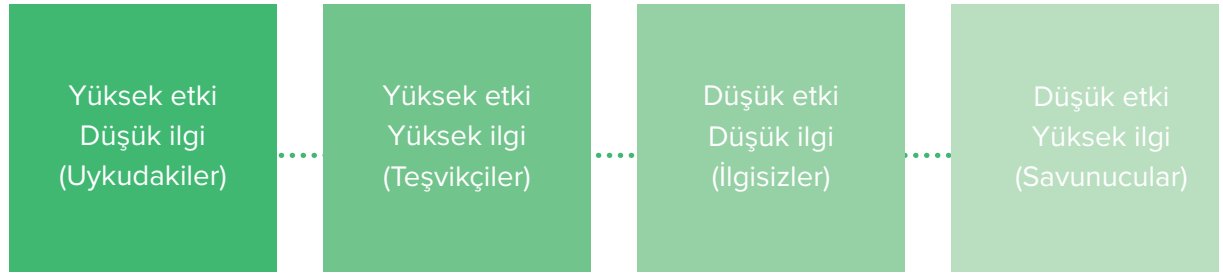 Yüksek etki
Düşük ilgi
(Uykudakiler)
Yüksek etki
Yüksek ilgi
(Teşvikçiler)
Düşük etki
Düşük ilgi
(İlgisizler)
Düşük etki
Yüksek ilgi
(Savunucular)